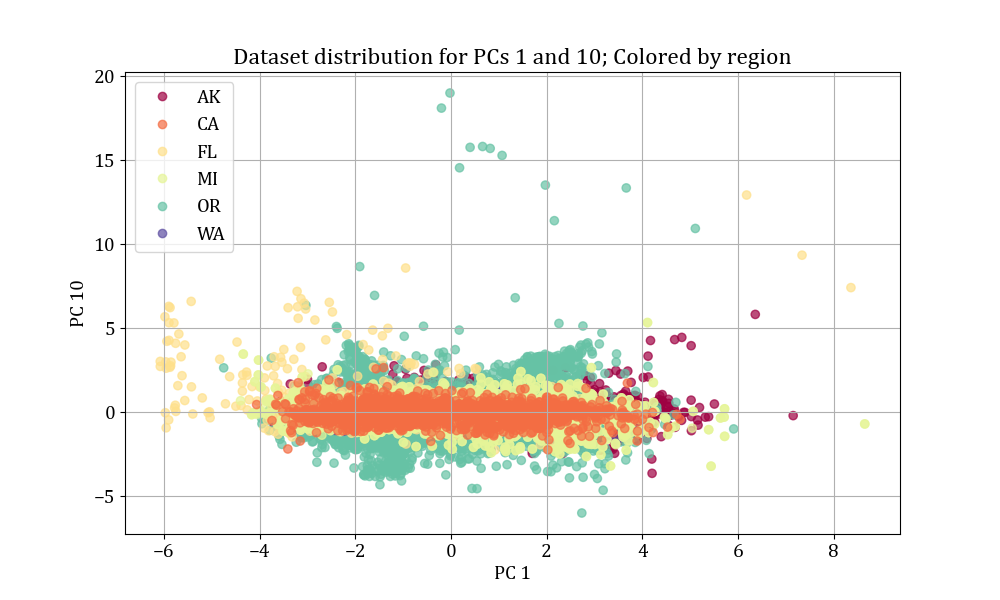 Dataset distribution for PCs 1 and 10; Colored by region
20
15
10
5
0
−5
PC 10
AK
CA
FL
MI
OR
WA
−6 −4 −2 0 2 4 6 8
PC 1